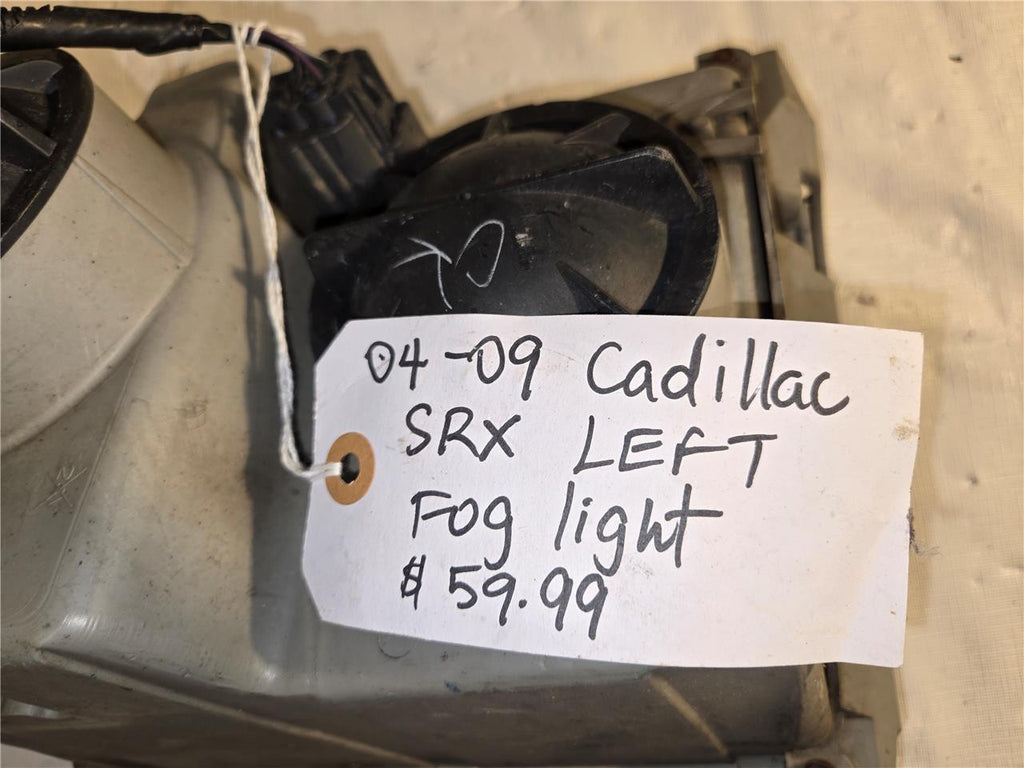 04-09 Cadillac
SRX LEFT
Fog light
$59.99